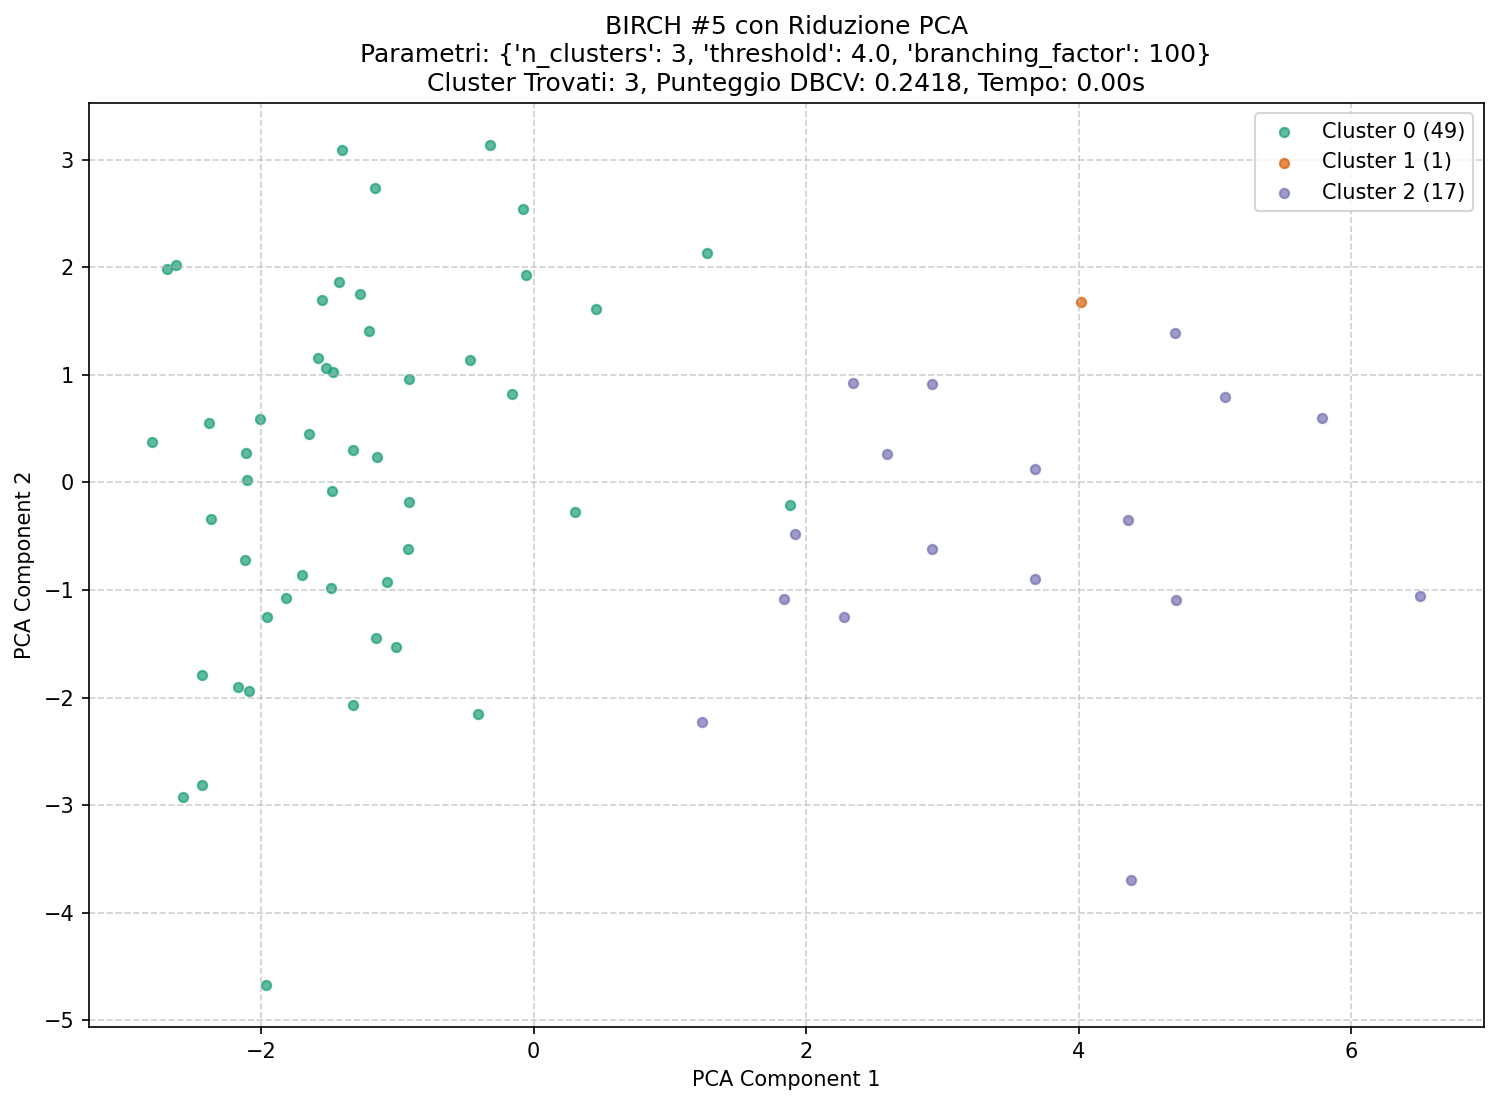 BIRCH #5 con Riduzione PCA
Parametri: {'n_clusters': 3, 'threshold': 4.0, 'branching_factor': 100}
Cluster Trovati: 3, Punteggio DBCV: 0.2418, Tempo: 0.00s
Cluster 0 (49)
Cluster 1 (1)
Cluster 2 (17)
PCA Component 2
3
2
1
0
−1
−2
−3
−4
−5
−2
0
2
4
6
PCA Component 1